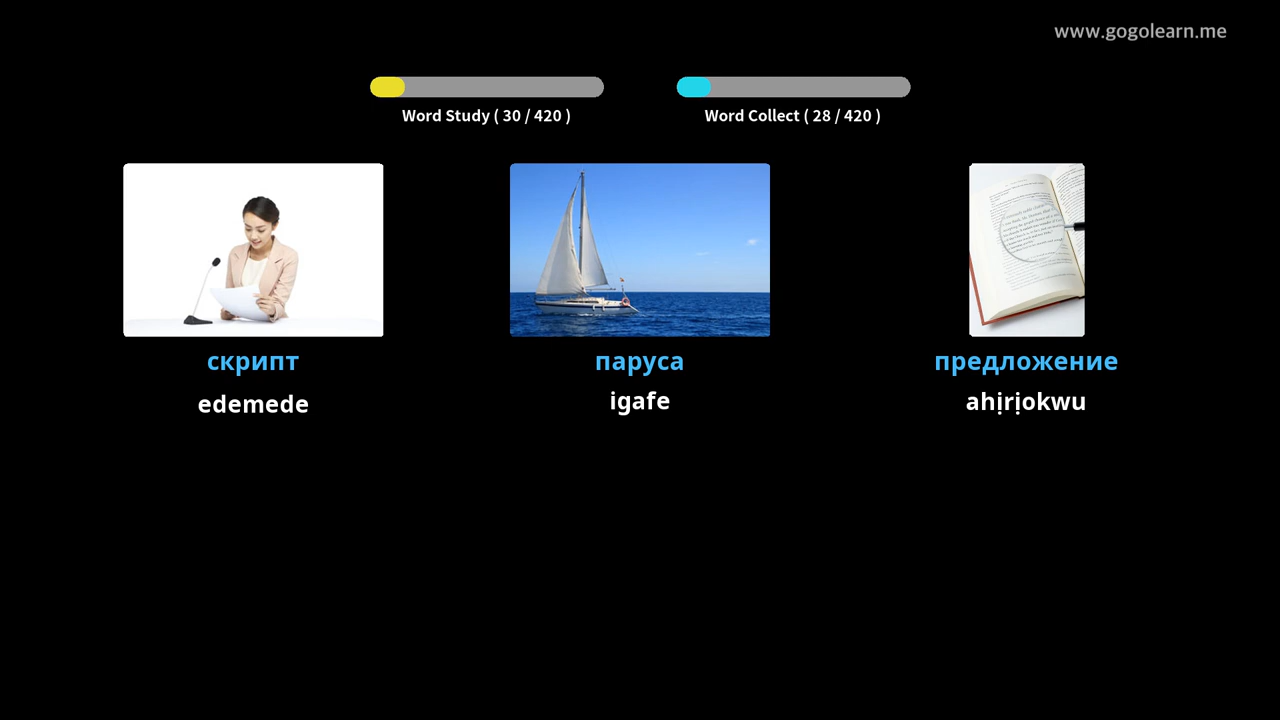 www.gogolearn.me
Word Study ( 30 / 420 )
Word Collect ( 28 / 420 )
скрипт
паруса
предложение
edemede
igafe
ahịrịokwu